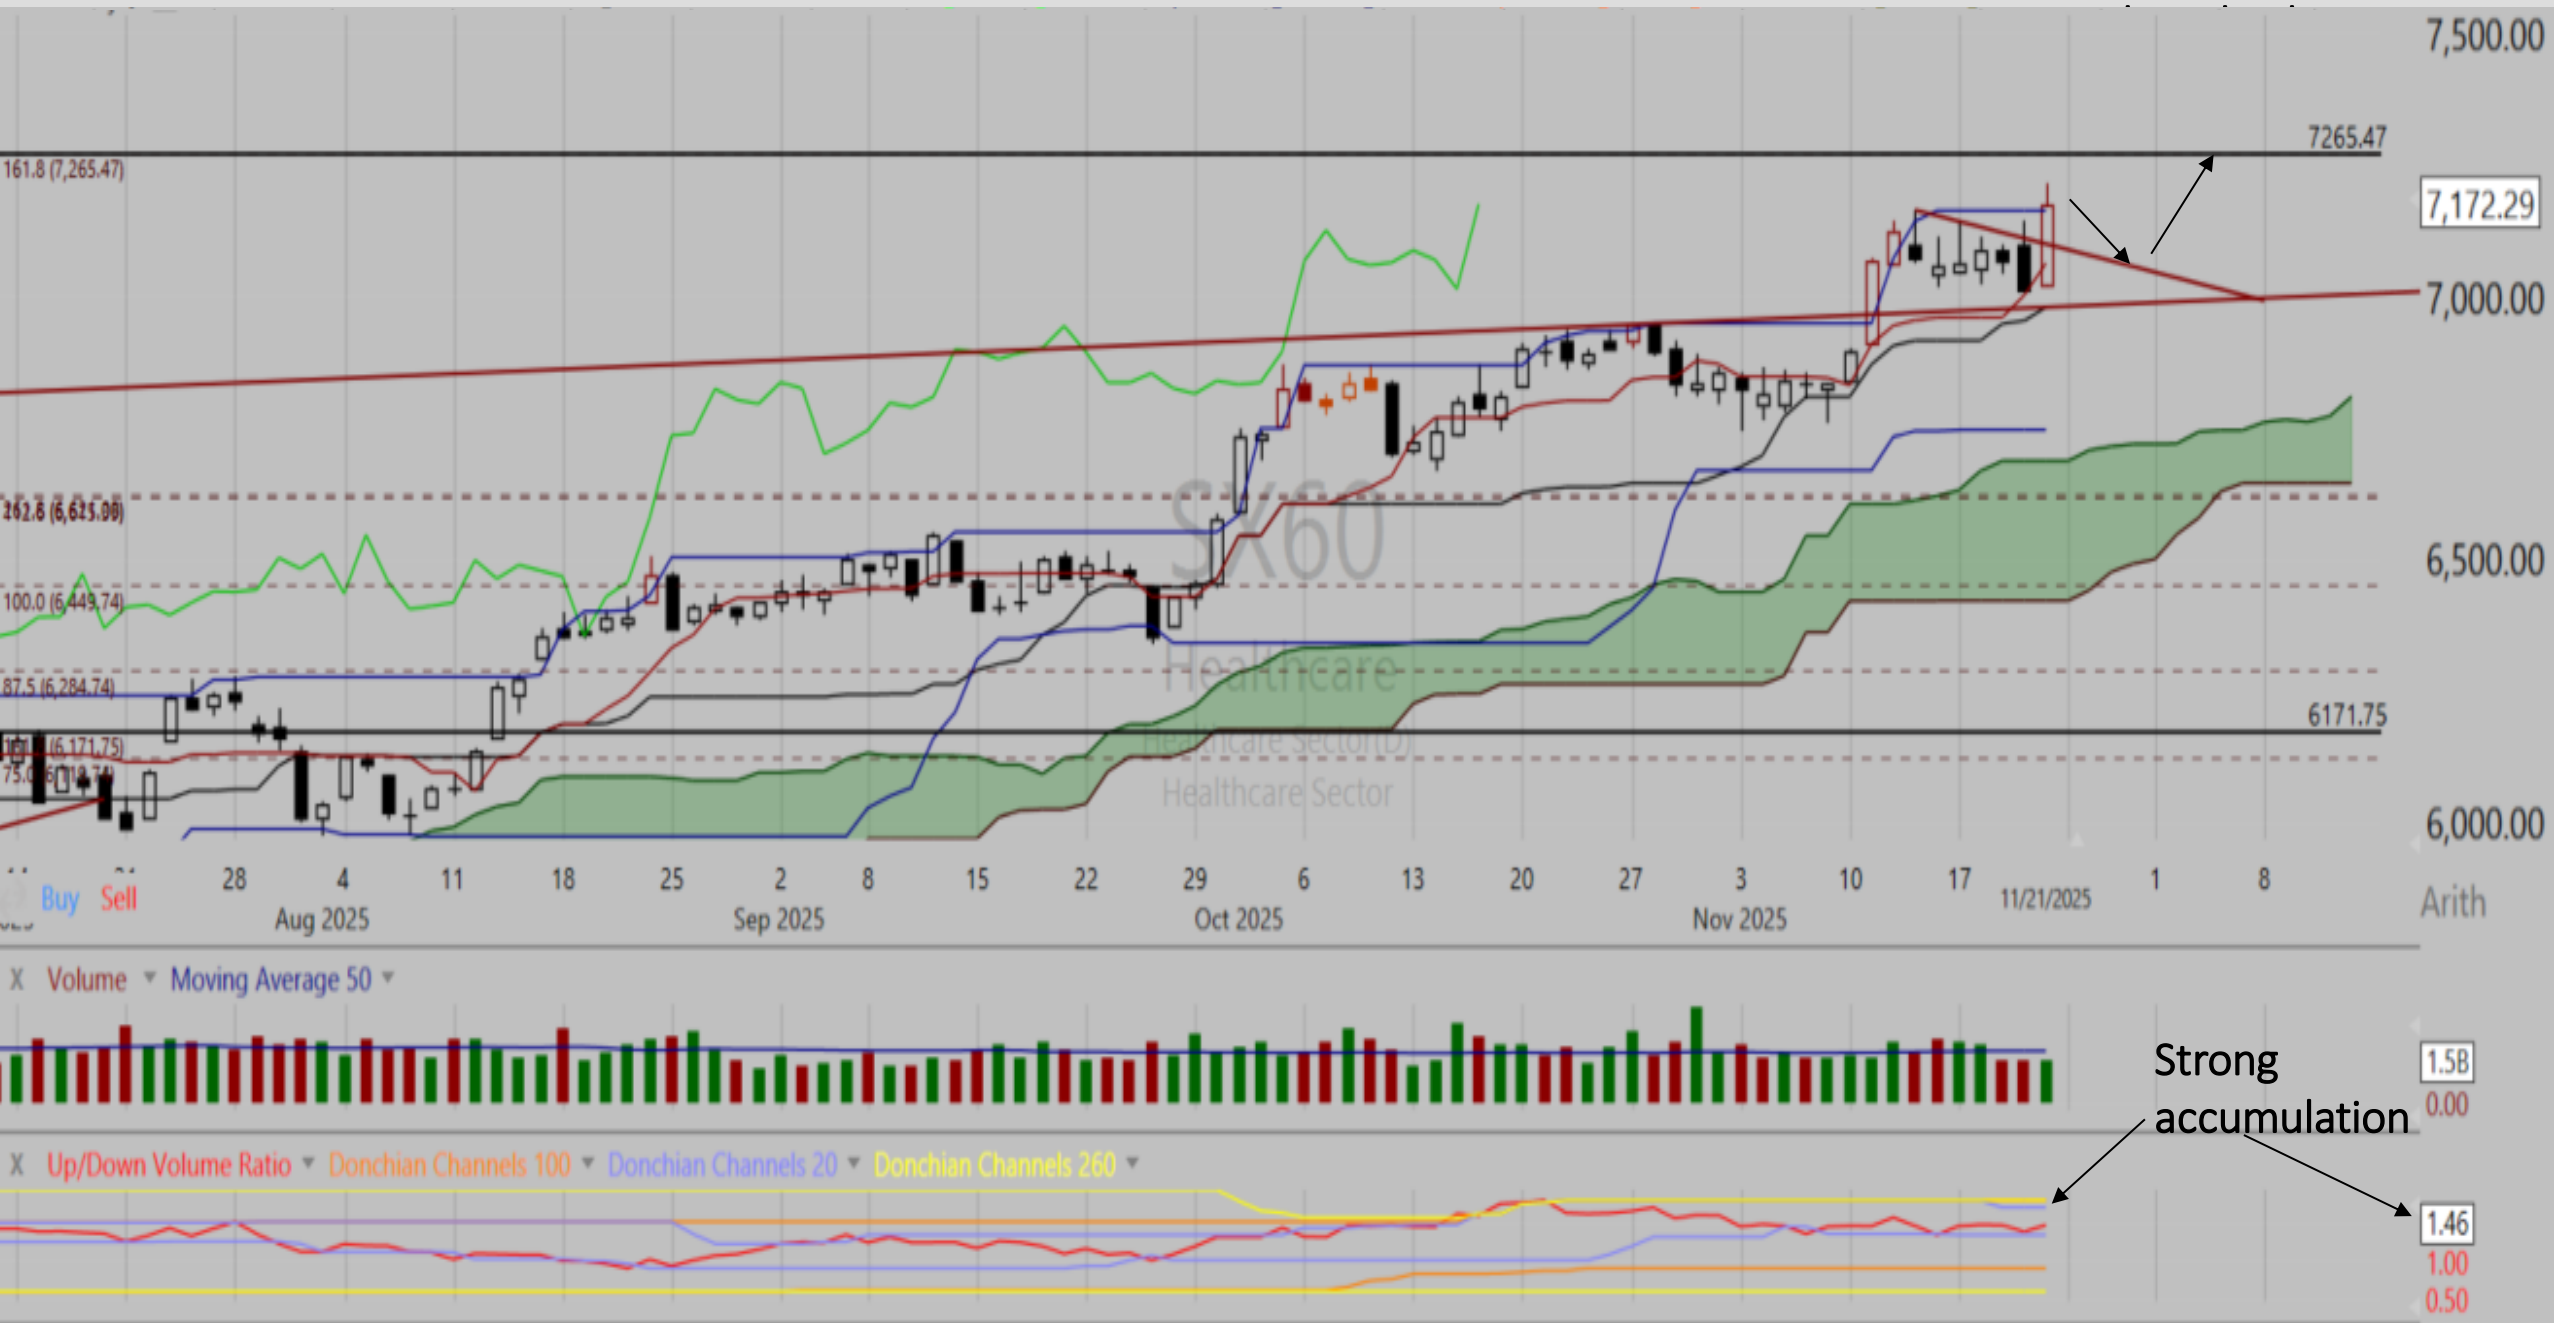 7,500.00
7265.47
161.8 (7,265.47)
7,172.29
7,000.00
SX60
6,500.00
100.0 (6,449.74)
Healthcare
87.5 (6,284.74)
6171.75
Healthcare Sector(D)
Healthcare Sector
6,000.00
28 4 11 18 25 2 8 15 22 29 6 13 20 27 3 10 17 1 8
Buy Sell
11/21/2025
Arith
Aug 2025 Sep 2025 Oct 2025 Nov 2025
X Volume Moving Average 50
Strong
accumulation
1.5B
0.00
X Up/Down Volume Ratio Donchian Channels 100 Donchian Channels 20 Donchian Channels 260
1.46
1.00
0.50